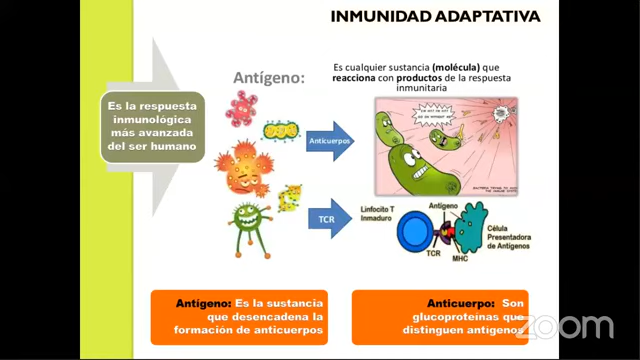 INMUNIDAD ADAPTATIVA
Es la respuesta
inmunológica
más avanzada
del ser humano
Antígeno:
Es cualquier sustancia (molécula) que
reacciona con productos de la respuesta
inmunitaria
Anticuerpos
TCR
Linfocito T
Inmaduro
Antígeno
TCR
MHC
Célula
Presentadora
de Antígenos
Antígeno: Es la sustancia
que desencadena la
formación de anticuerpos
Anticuerpo: Son
glucoproteínas que
distinguen antígenos
zoom